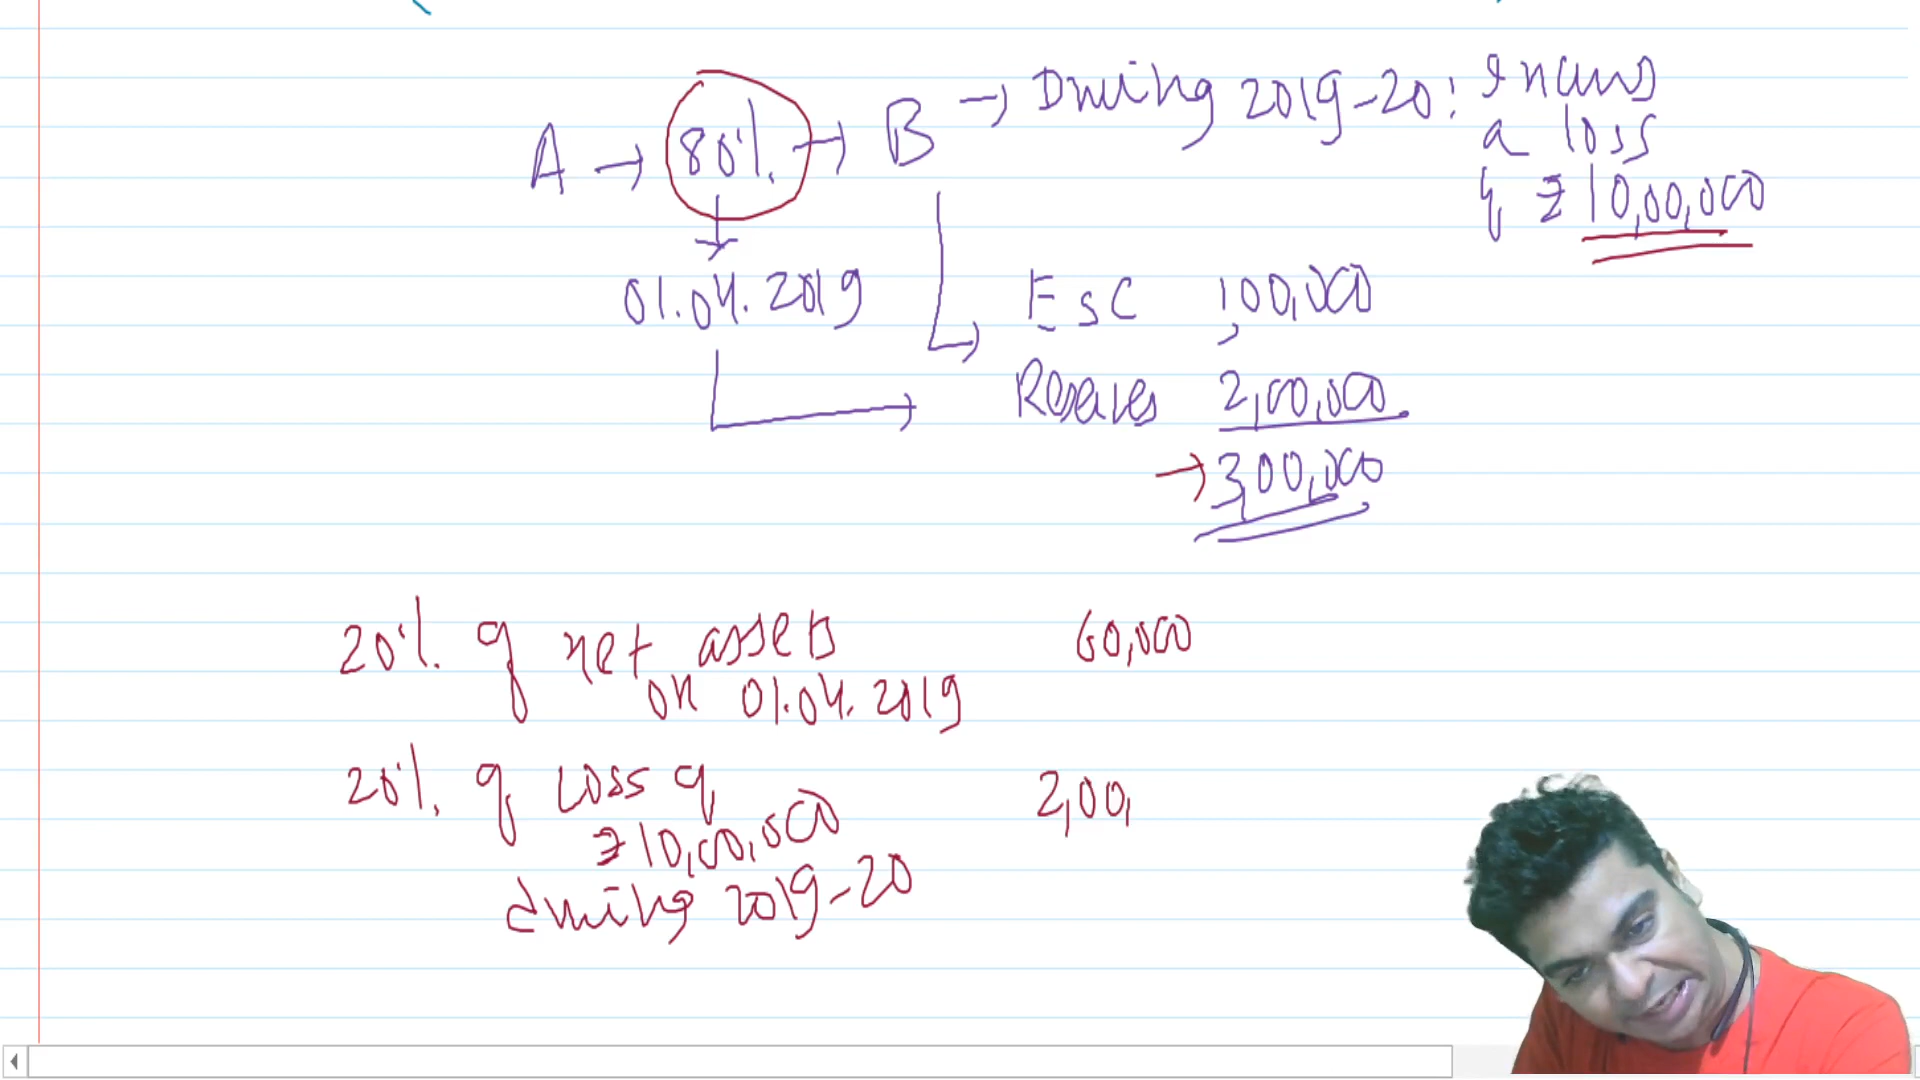 A → 80% → B → During 2019-20: Incurs
a loss
of ₹ 10,00,000
01.04.2019
ESC 1,00,000
Reserves 2,00,000
→ 3,00,000
20% of net assets 60,000
on 01.04.2019
20% of Loss of 2,00,
₹ 10,00,000
during 2019-20